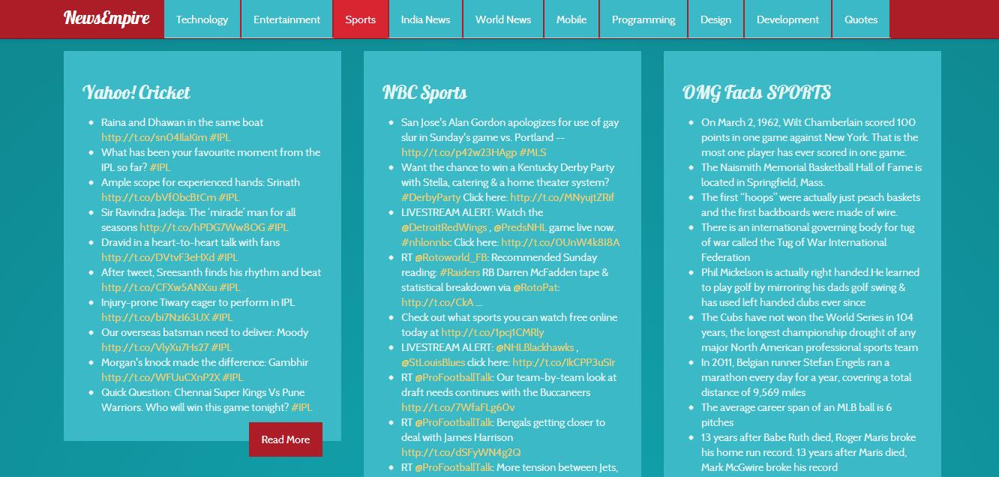 NewsEmpire
Technology
Entertainment
Sports
India News
World News
Mobile
Programming
Design
Development
Quotes
Yahoo! Cricket
Raina and Dhawan in the same boat
http://t.co/sn04IlaKim #IPL
What has been your favourite moment from the
IPL so far? #IPL
Ample scope for experienced hands: Srinath
http://t.co/bVf0bcBtCm #IPL
Sir Ravindra Jadeja: The 'miracle' man for all
seasons http://t.co/hPDG7Ww8OG #IPL
Dravid in a heart-to-heart talk with fans
http://t.co/DVtvF3eHXd #IPL
After tweet, Sreesanth finds his rhythm and beat
http://t.co/CFXw5ANXsu #IPL
Injury-prone Tiwary eager to perform in IPL
http://t.co/bi7NzI63UX #IPL
Our overseas batsman need to deliver: Moody
http://t.co/VlyXu7Hs27 #IPL
Morgan's knock made the difference: Gambhir
http://t.co/WFUuCXnP2X #IPL
Quick Question: Chennai Super Kings Vs Pune
Warriors. Who will win this game tonight? #IPL
Read More
NBC Sports
San Jose's Alan Gordon apologizes for use of gay
slur in Sunday's game vs. Portland --
http://t.co/p42w23HAgp #MLS
Want the chance to win a Kentucky Derby Party
with Stella, catering & a home theater system?
#DerbyParty Click here: http://t.co/MNyujtZRif
LIVESTREAM ALERT: Watch the
@DetroitRedWings , @PredsNHL game live now.
#nhlonnbc Click here: http://t.co/0UnW4k8I8A
RT @Rotoworld_FB: Recommended Sunday
reading: #Raiders RB Darren McFadden tape &
statistical breakdown via @RotoPat:
http://t.co/CkA ...
Check out what sports you can watch free online
today at http://t.co/1pcj1CMRly
LIVESTREAM ALERT: @NHLBlackhawks ,
@StLouisBlues click here: http://t.co/IkCPP3uSIr
RT @ProFootballTalk: Our team-by-team look at
draft needs continues with the Buccaneers
http://t.co/7WfaFLg6Ov
RT @ProFootballTalk: Bengals getting closer to
deal with James Harrison
http://t.co/dSFyWN4g2Q
RT @ProFootballTalk: More tension between Jets,
OMG Facts SPORTS
On March 2, 1962, Wilt Chamberlain scored 100
points in one game against New York. That is the
most one player has ever scored in one game.
The Naismith Memorial Basketball Hall of Fame is
located in Springfield, Mass.
The first “hoops” were actually just peach baskets
and the first backboards were made of wire.
There is an international governing body for tug
of war called the Tug of War International
Federation
Phil Mickelson is actually right handed.He learned
to play golf by mirroring his dads golf swing &
has used left handed clubs ever since
The Cubs have not won the World Series in 104
years, the longest championship drought of any
major North American professional sports team
In 2011, Belgian runner Stefan Engels ran a
marathon every day for a year, covering a total
distance of 9,569 miles
The average career span of an MLB ball is 6
pitches
13 years after Babe Ruth died, Roger Maris broke
his home run record. 13 years after Maris died,
Mark McGwire broke his record